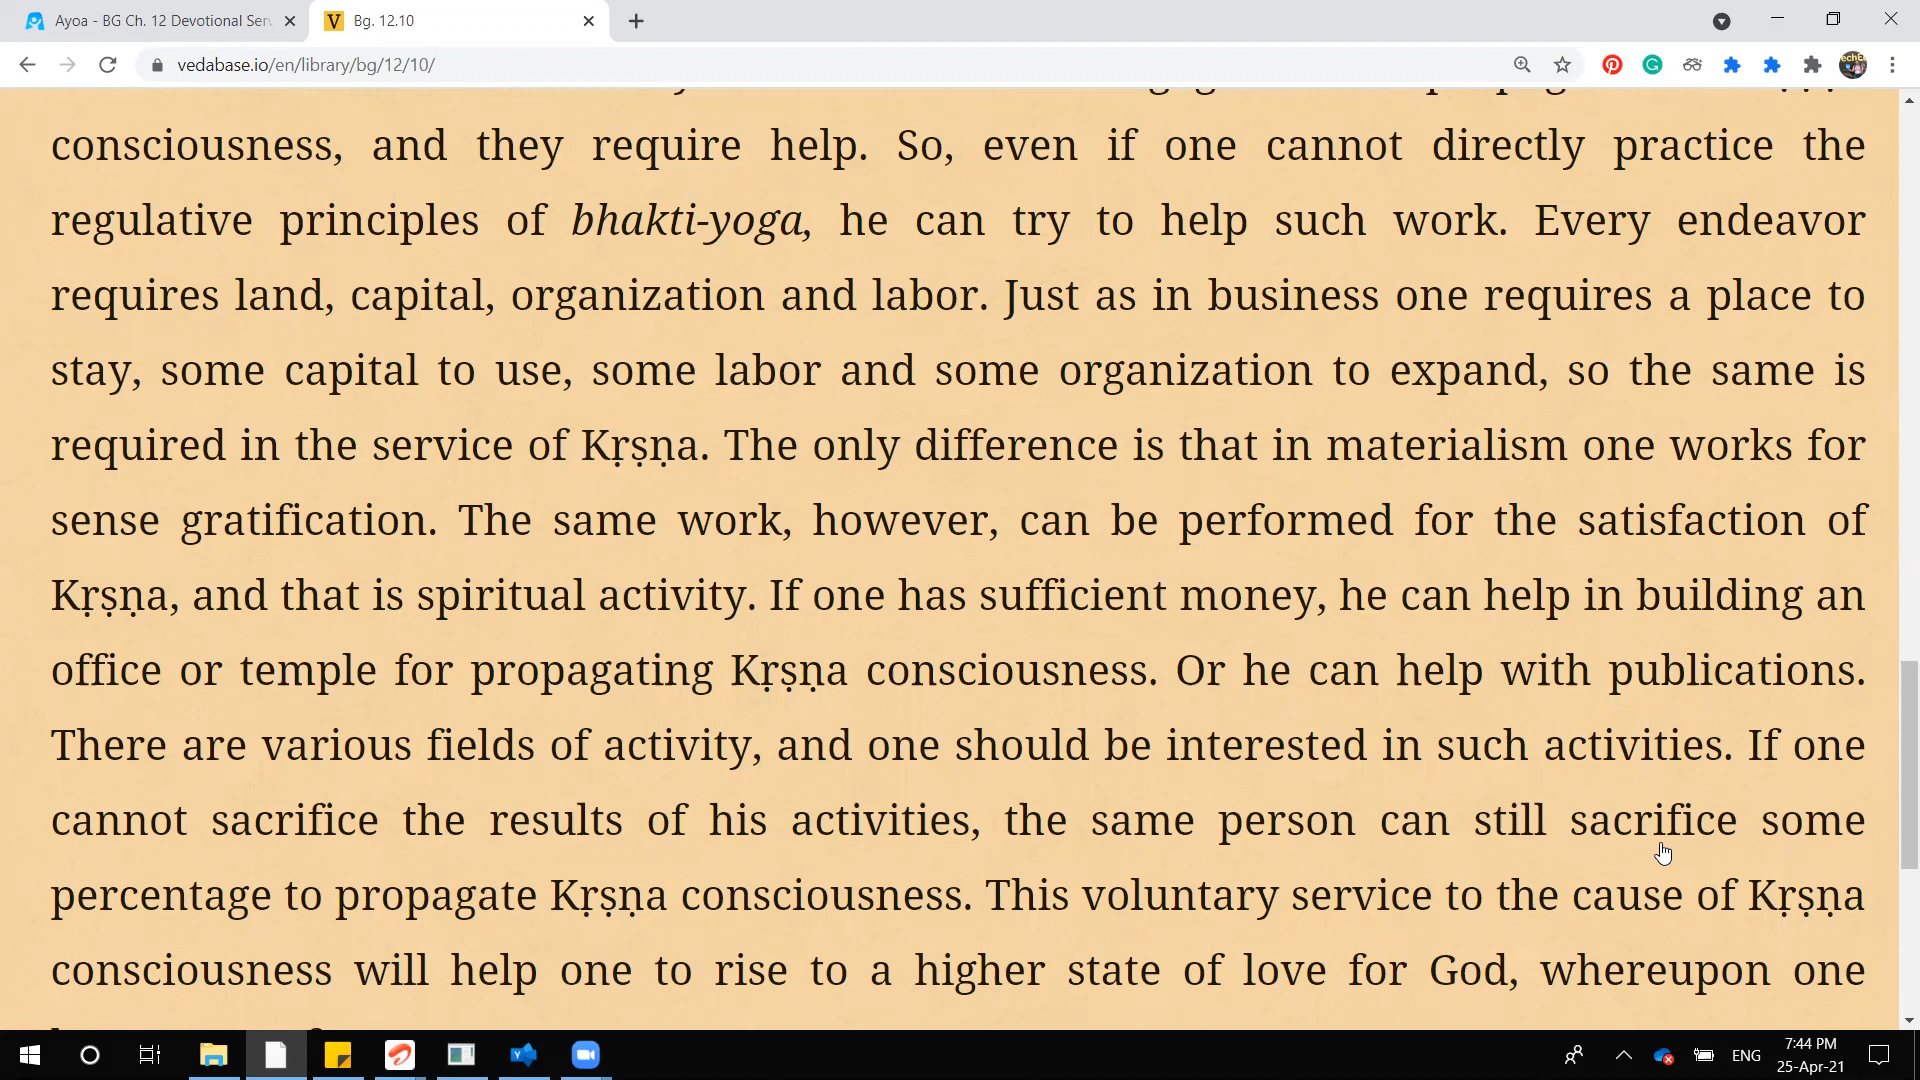 Ayoa - BG Ch. 12 Devotional Ser
Bg. 12.10
vedabase.io/en/library/bg/12/10/
consciousness, and they require help. So, even if one cannot directly practice the
regulative principles of bhakti-yoga, he can try to help such work. Every endeavor
requires land, capital, organization and labor. Just as in business one requires a place to
stay, some capital to use, some labor and some organization to expand, so the same is
required in the service of Kṛṣṇa. The only difference is that in materialism one works for
sense gratification. The same work, however, can be performed for the satisfaction of
Kṛṣṇa, and that is spiritual activity. If one has sufficient money, he can help in building an
office or temple for propagating Kṛṣṇa consciousness. Or he can help with publications.
There are various fields of activity, and one should be interested in such activities. If one
cannot sacrifice the results of his activities, the same person can still sacrifice some
percentage to propagate Kṛṣṇa consciousness. This voluntary service to the cause of Kṛṣṇa
consciousness will help one to rise to a higher state of love for God, whereupon one
ENG
7:44 PM
25-Apr-21